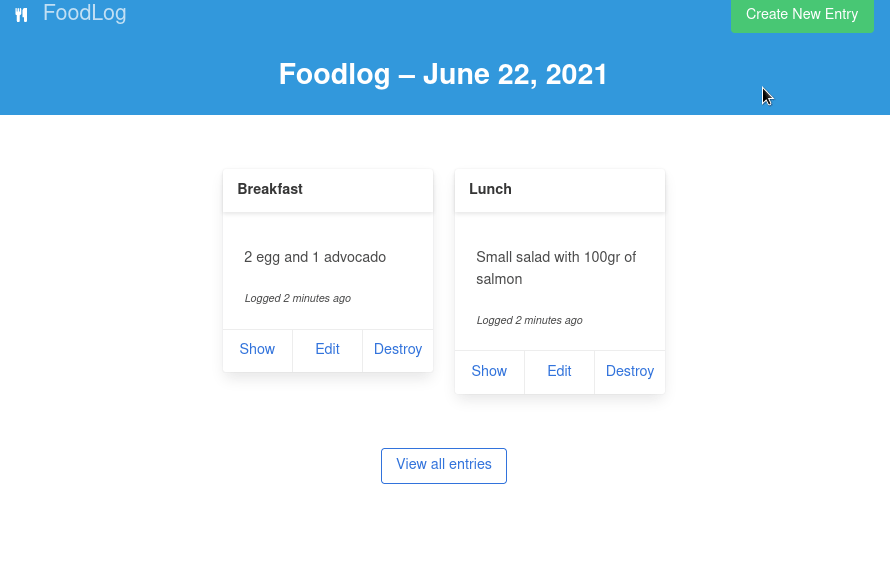 FoodLog
Create New Entry
Foodlog – June 22, 2021
Breakfast
2 egg and 1 advocado
Logged 2 minutes ago
Show Edit Destroy
Lunch
Small salad with 100gr of
salmon
Logged 2 minutes ago
Show Edit Destroy
View all entries